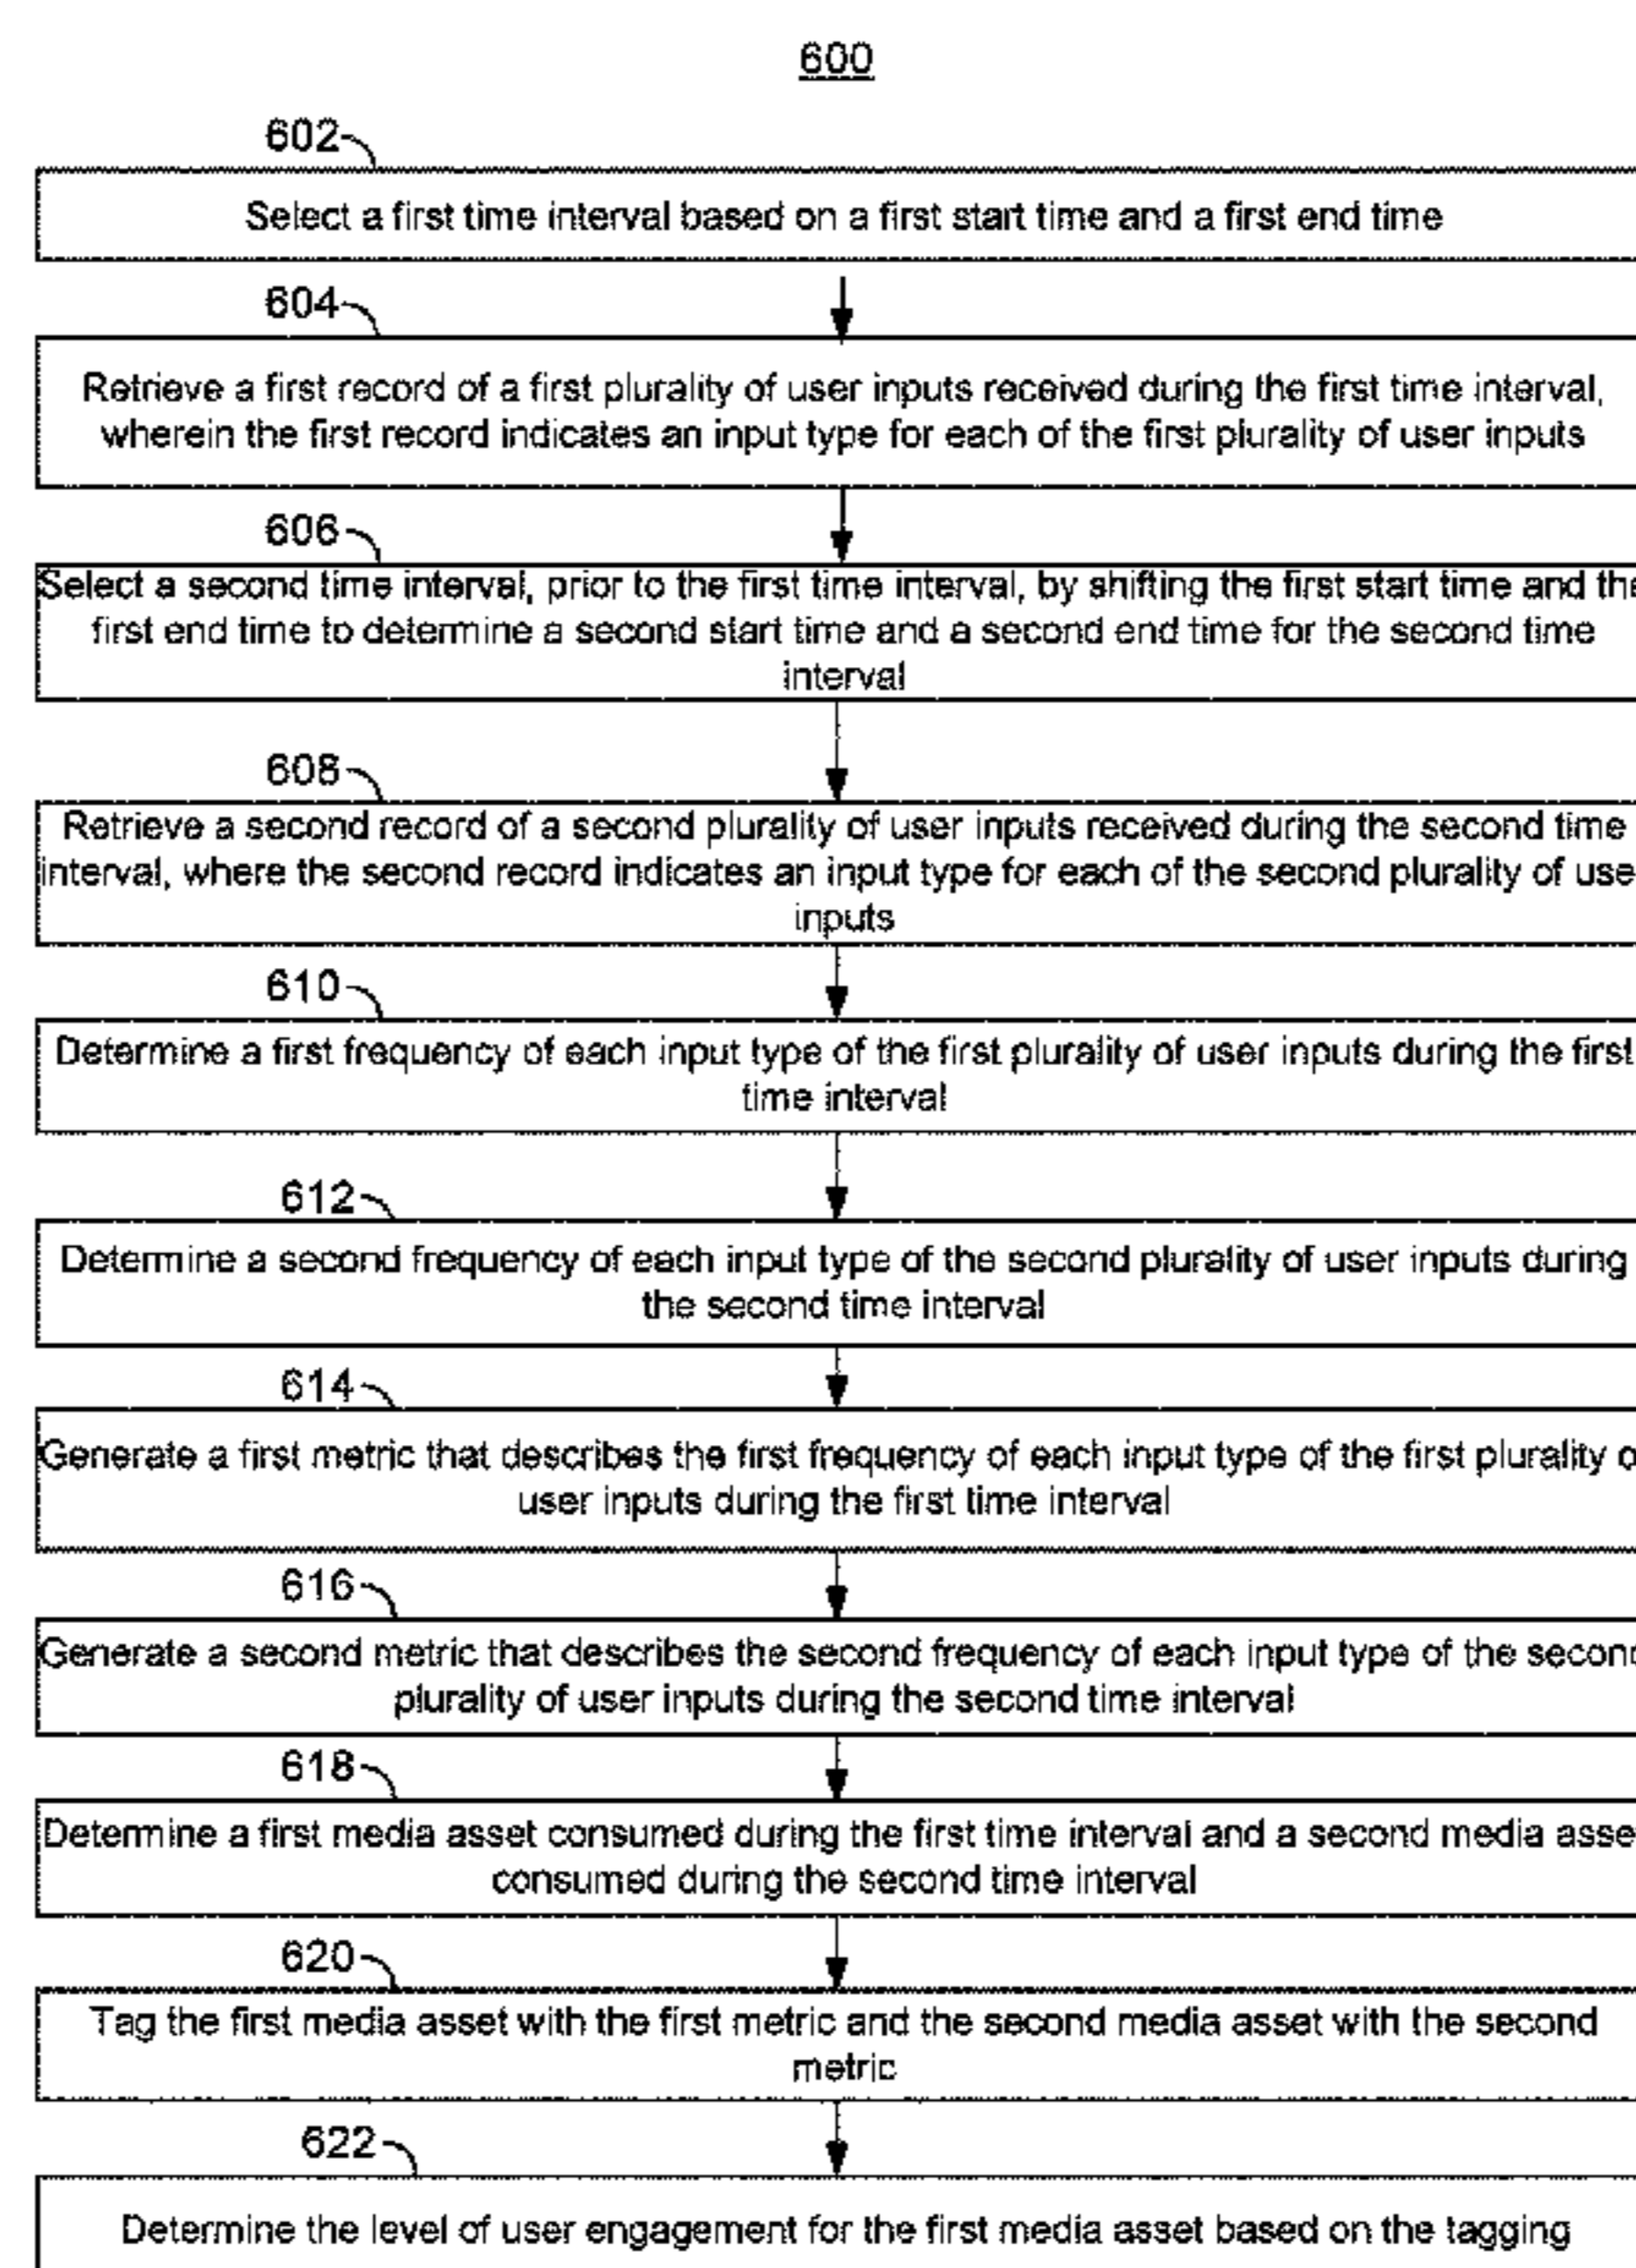 600
602
Select a first time interval based on a first start time and a first end time
604
Retrieve a first record of a first plurality of user inputs received during the first time interval,
wherein the first record indicates an input type for each of the first plurality of user inputs
606
Select a second time interval, prior to the first time interval, by shifting the first start time and the
first end time to determine a second start time and a second end time for the second time
interval
608
Retrieve a second record of a second plurality of user inputs received during the second time
interval, where the second record indicates an input type for each of the second plurality of use
inputs
610
Determine a first frequency of each input type of the first plurality of user inputs during the first
time interval
612
Determine a second frequency of each input type of the second plurality of user inputs during
the second time interval
614
Generate a first metric that describes the first frequency of each input type of the first plurality o
user inputs during the first time interval
616
Generate a second metric that describes the second frequency of each input type of the second
plurality of user inputs during the second time interval
618
Determine a first media asset consumed during the first time interval and a second media asse
consumed during the second time interval
620
Tag the first media asset with the first metric and the second media asset with the second
metric
622
Determine the level of user engagement for the first media asset based on the tagging